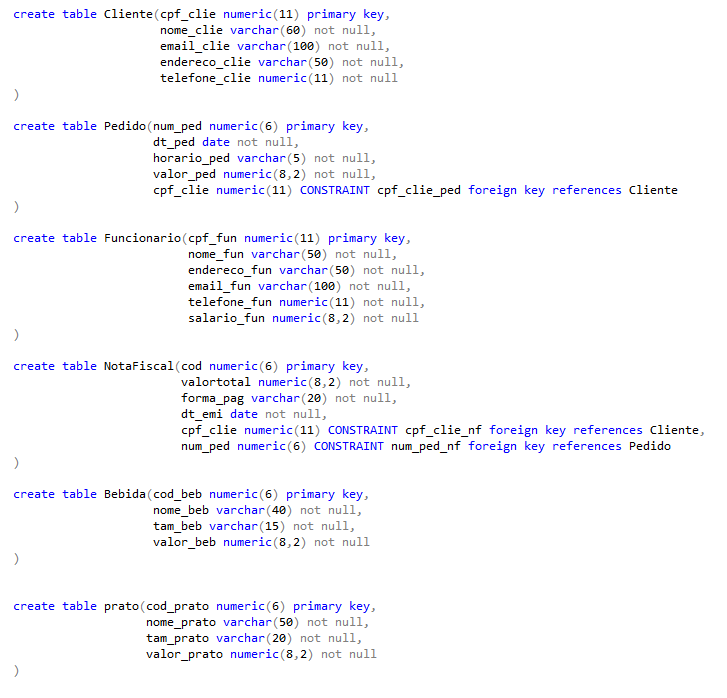 create table Cliente(cpf_clie numeric(11) primary key,
nome_clie varchar(60) not null,
email_clie varchar(100) not null,
endereco_clie varchar(50) not null,
telefone_clie numeric(11) not null
)
create table Pedido(num_ped numeric(6) primary key,
dt_ped date not null,
horario_ped varchar(5) not null,
valor_ped numeric(8,2) not null,
cpf_clie numeric(11) CONSTRAINT cpf_clie_ped foreign key references Cliente
)
create table Funcionario(cpf_fun numeric(11) primary key,
nome_fun varchar(50) not null,
endereco_fun varchar(50) not null,
email_fun varchar(100) not null,
telefone_fun numeric(11) not null,
salario_fun numeric(8,2) not null
)
create table NotaFiscal(cod numeric(6) primary key,
valortotal numeric(8,2) not null,
forma_pag varchar(20) not null,
dt_emi date not null,
cpf_clie numeric(11) CONSTRAINT cpf_clie_nf foreign key references Cliente,
num_ped numeric(6) CONSTRAINT num_ped_nf foreign key references Pedido
)
create table Bebida(cod_beb numeric(6) primary key,
nome_beb varchar(40) not null,
tam_beb varchar(15) not null,
valor_beb numeric(8,2) not null
)
create table prato(cod_prato numeric(6) primary key,
nome_prato varchar(50) not null,
tam_prato varchar(20) not null,
valor_prato numeric(8,2) not null
)